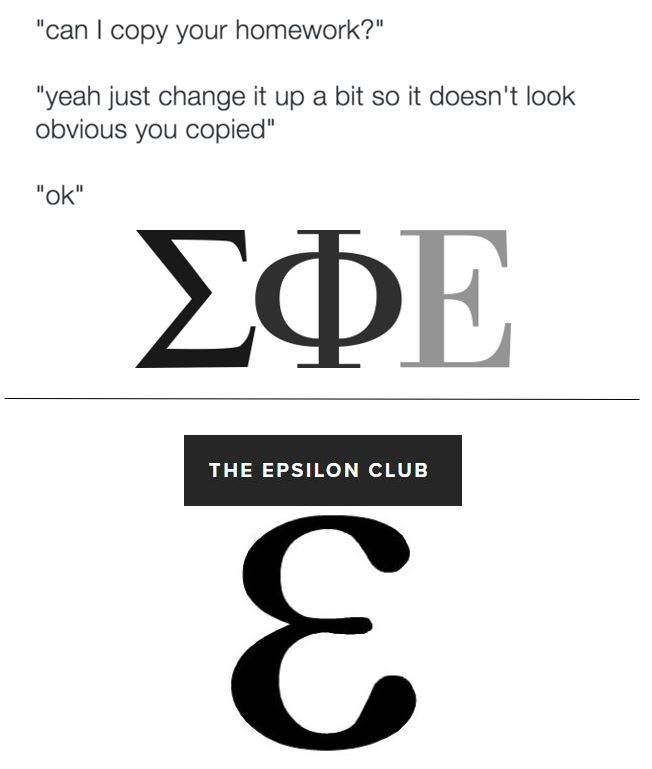 "can I copy your homework?"
"yeah just change it up a bit so it doesn't look
obvious you copied"
"ok"
ΣΦΕ
THE EPSILON CLUB
ε